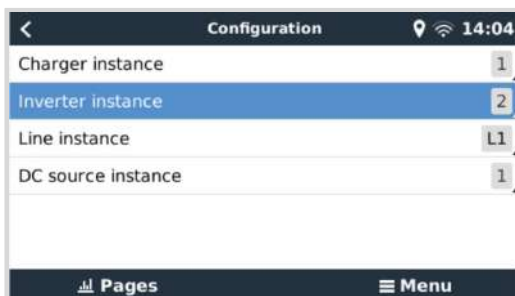 Configuration 14:04
Charger instance 1
Inverter instance 2
Line instance L1
DC source instance 1
Pages Menu